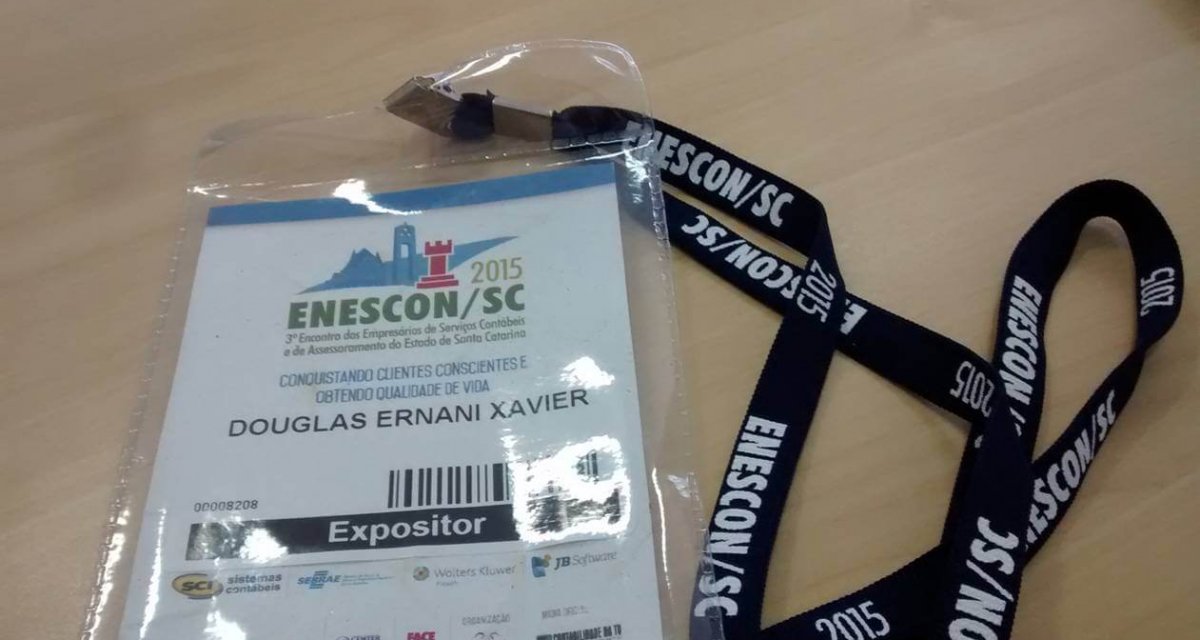 2015
ENESCON/SC
3º Encontro dos Empresários de Serviços Contábeis
e de Assessoramento do Estado de Santa Catarina
CONQUISTANDO CLIENTES CONSCIENTES E
OBTENDO QUALIDADE DE VIDA
DOUGLAS ERNANI XAVIER
00008208
Expositor
SCI sistemas contábeis
SEBRAE
Wolters Kluwer
JB Software
ORGANIZAÇÃO
CENTER
FACE
ENESCON/SC
ENESCON/SC
2015
2015
ENESCON/SC
ENESCON
2015
ENESCON/SC
2015